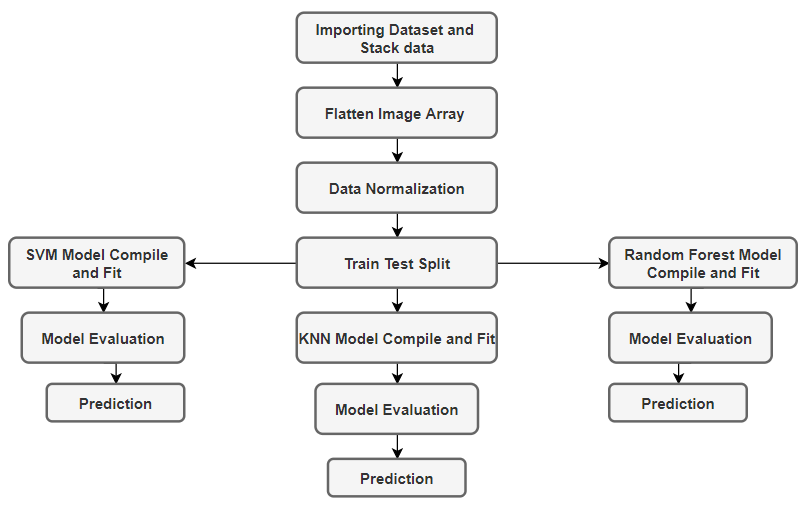 Importing Dataset and
Stack data
Flatten Image Array
Data Normalization
SVM Model Compile
and Fit
Train Test Split
Random Forest Model
Compile and Fit
Model Evaluation
KNN Model Compile and Fit
Model Evaluation
Prediction
Model Evaluation
Prediction
Prediction